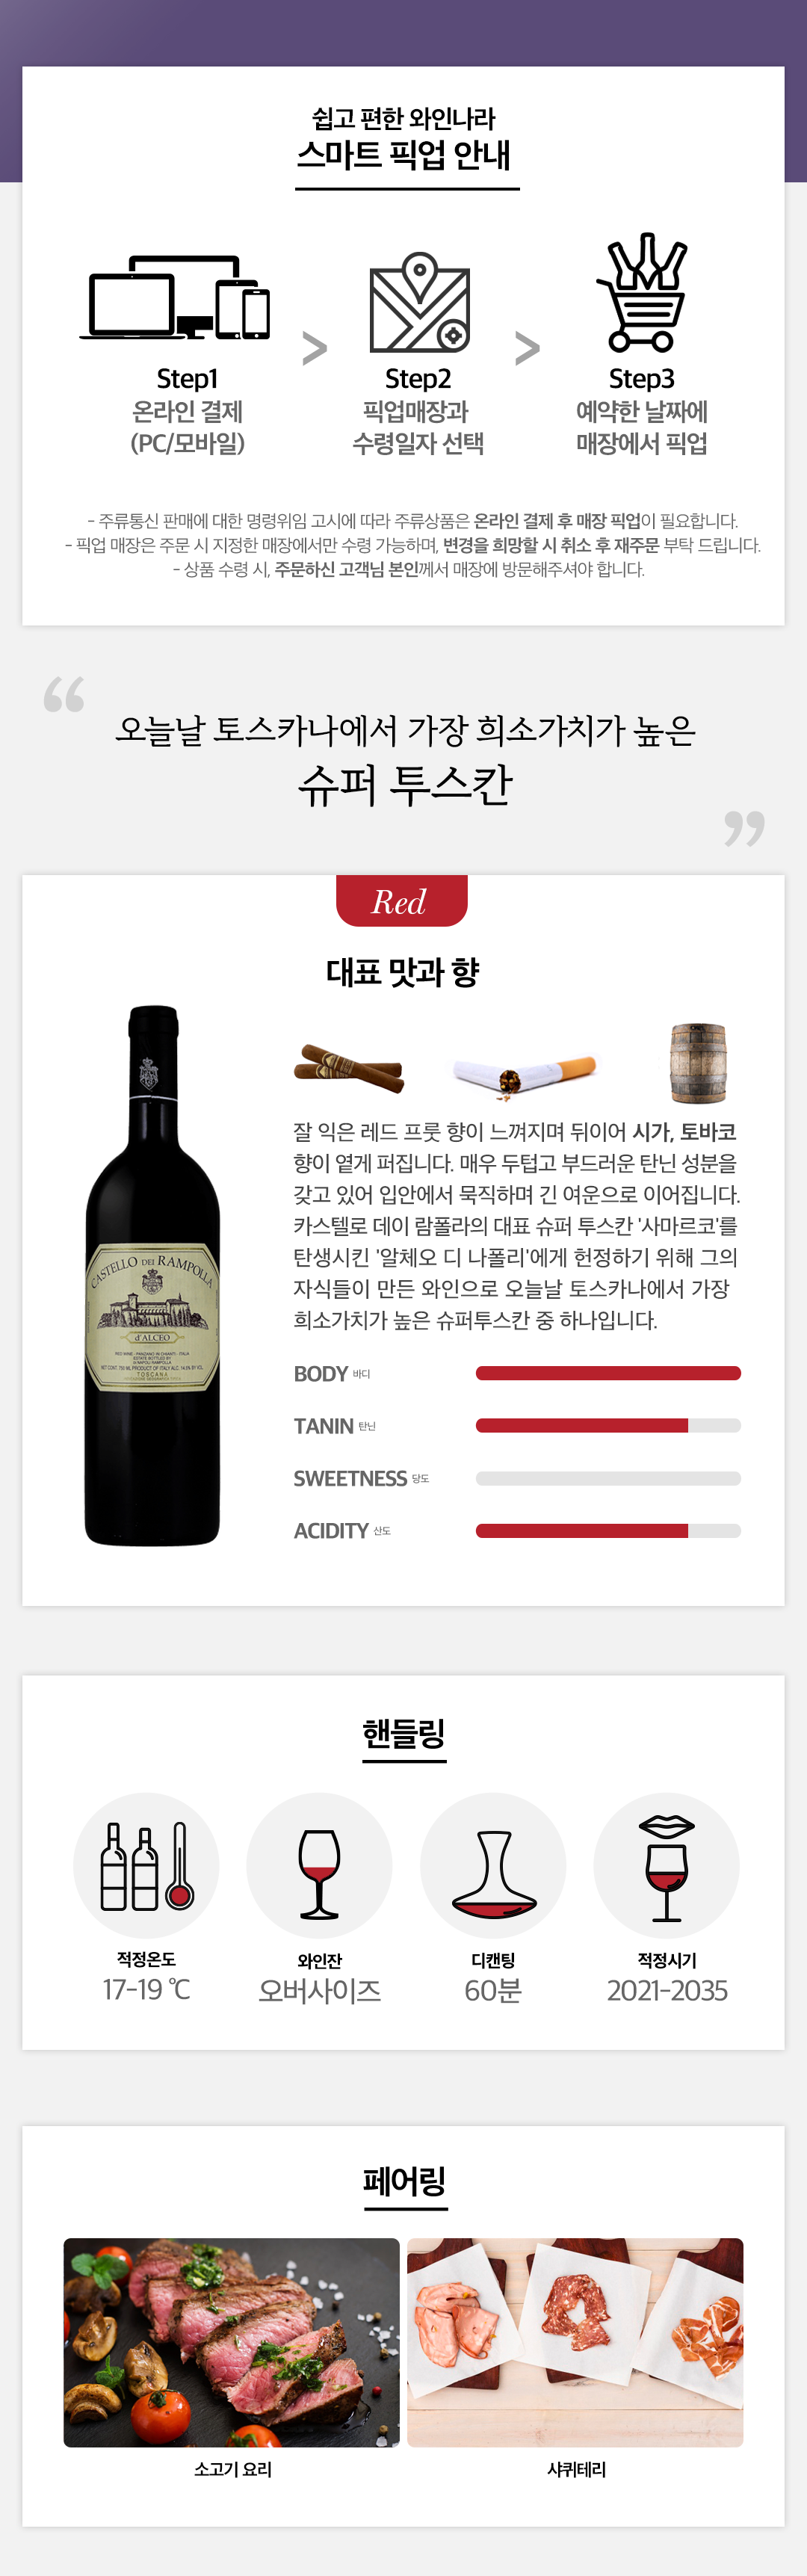 쉽고 편한 와인나라
스마트 픽업 안내
Step1
온라인 결제
(PC/모바일)
>
Step2
픽업매장과
수령일자 선택
>
Step3
예약한 날짜에
매장에서 픽업
- 주류통신 판매에 대한 명령위임 고시에 따라 주류상품은 온라인 결제 후 매장 픽업이 필요합니다.
- 픽업 매장은 주문 시 지정한 매장에서만 수령 가능하며, 변경을 희망할 시 취소 후 재주문 부탁 드립니다.
- 상품 수령 시, 주문하신 고객님 본인께서 매장에 방문해주셔야 합니다.
“
오늘날 토스카나에서 가장 희소가치가 높은
슈퍼 투스칸
”
Red
대표 맛과 향
잘 익은 레드 프룻 향이 느껴지며 뒤이어 시가, 토바코
향이 옅게 퍼집니다. 매우 두텁고 부드러운 탄닌 성분을
갖고 있어 입안에서 묵직하며 긴 여운으로 이어집니다.
카스텔로 데이 람폴라의 대표 슈퍼 투스칸 '사마르코'를
탄생시킨 '알체오 디 나폴리'에게 헌정하기 위해 그의
자식들이 만든 와인으로 오늘날 토스카나에서 가장
희소가치가 높은 슈퍼투스칸 중 하나입니다.
CASTELLO DEI RAMPOLLA
d'ALCEO
TOSCANA
BODY 바디
TANIN 탄닌
SWEETNESS 당도
ACIDITY 산도
핸들링
적정온도
17-19 ℃
와인잔
오버사이즈
디캔팅
60분
적정시기
2021-2035
페어링
소고기 요리
샤퀴테리